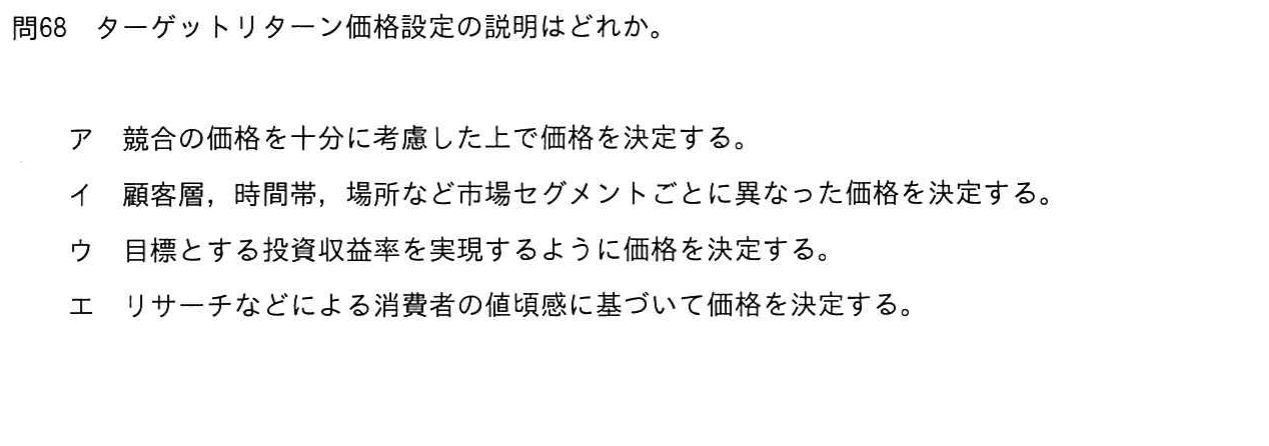 問68　ターゲットリターン価格設定の説明はどれか。
ア　競合の価格を十分に考慮した上で価格を決定する。
イ　顧客層，時間帯，場所など市場セグメントごとに異なった価格を決定する。
ウ　目標とする投資収益率を実現するように価格を決定する。
エ　リサーチなどによる消費者の値頃感に基づいて価格を決定する。